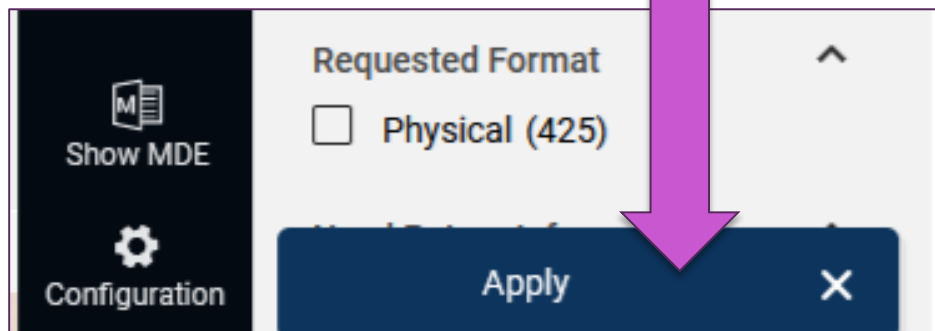 Requested Format
Physical (425)
M
Show MDE
Configuration
Apply